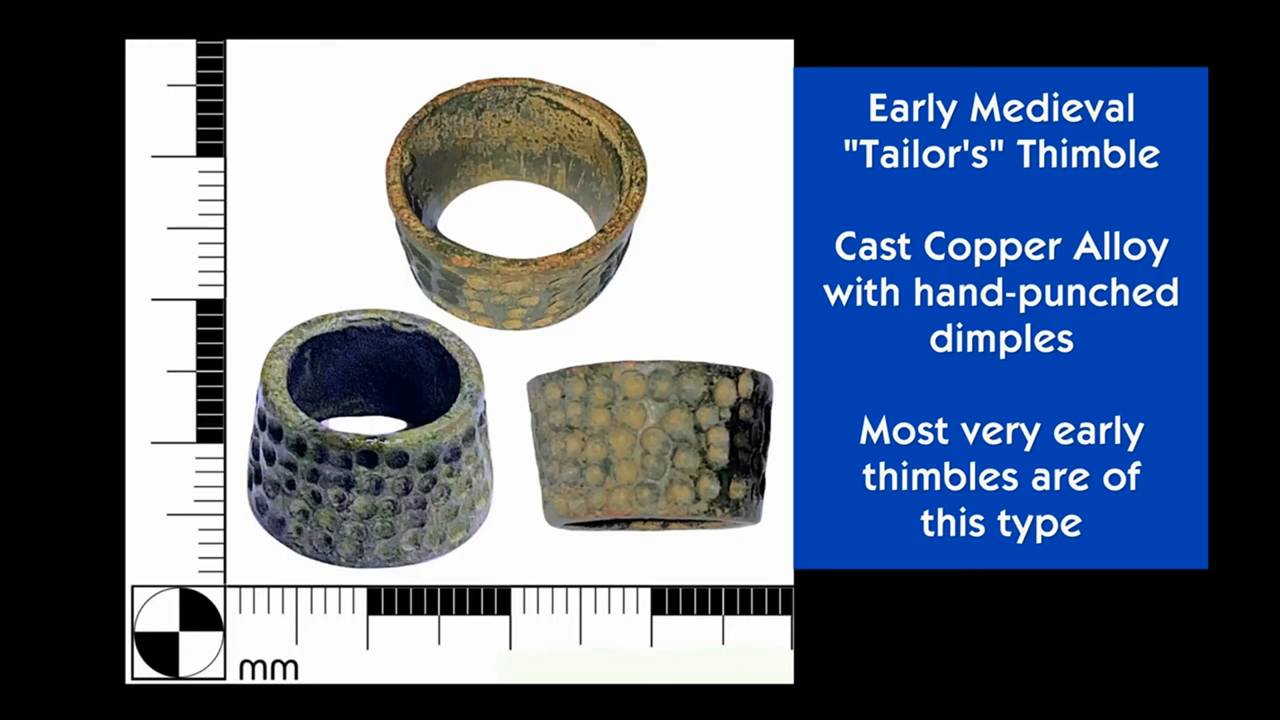 Early Medieval
"Tailor's" Thimble
Cast Copper Alloy
with hand-punched
dimples
Most very early
thimbles are of
this type
mm